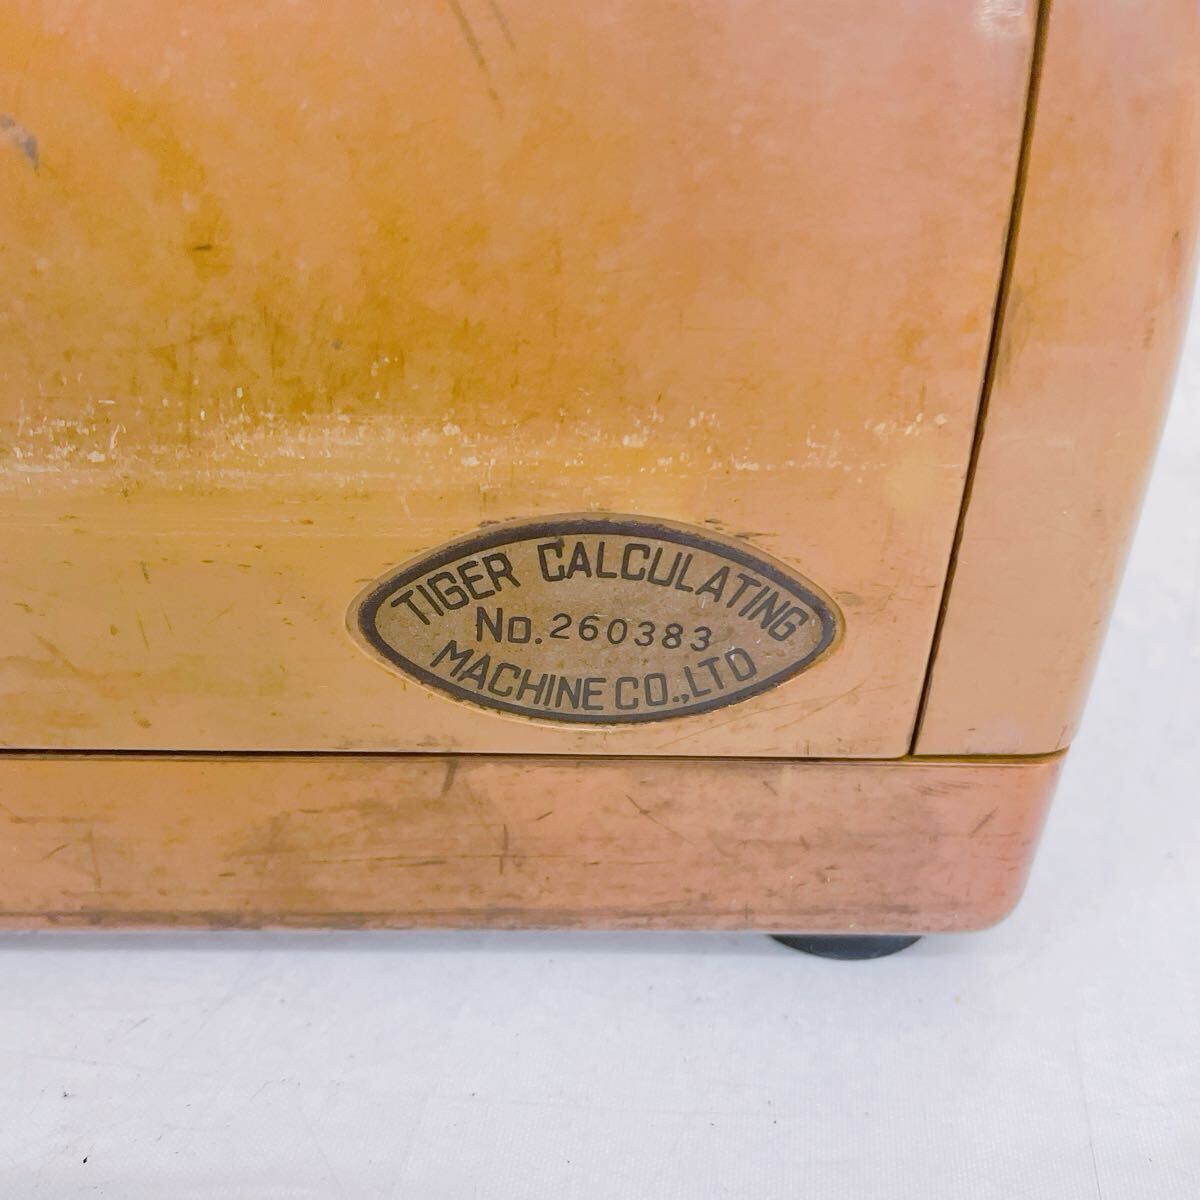 TIGER CALCULATING
No. 260383
MACHINE CO., LTD